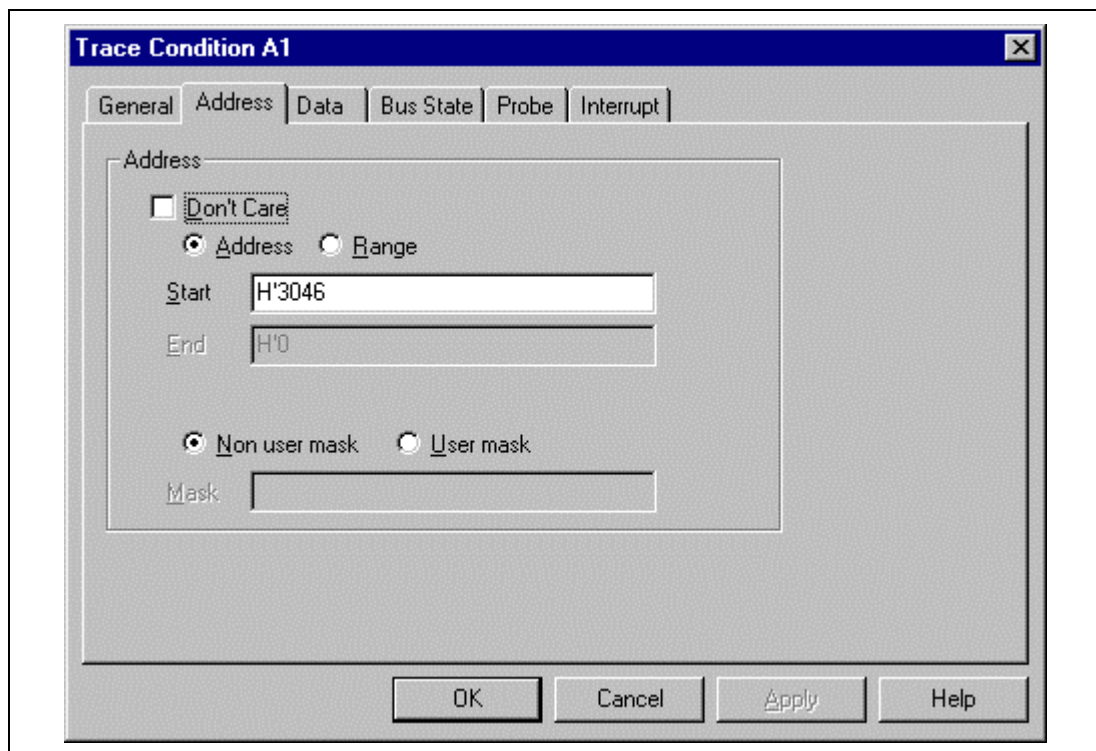 Trace Condition A1
General Address Data Bus State Probe Interrupt
Address
Don't Care
Address Range
Start H'3046
End H'0
Non user mask User mask
Mask
OK Cancel Apply Help